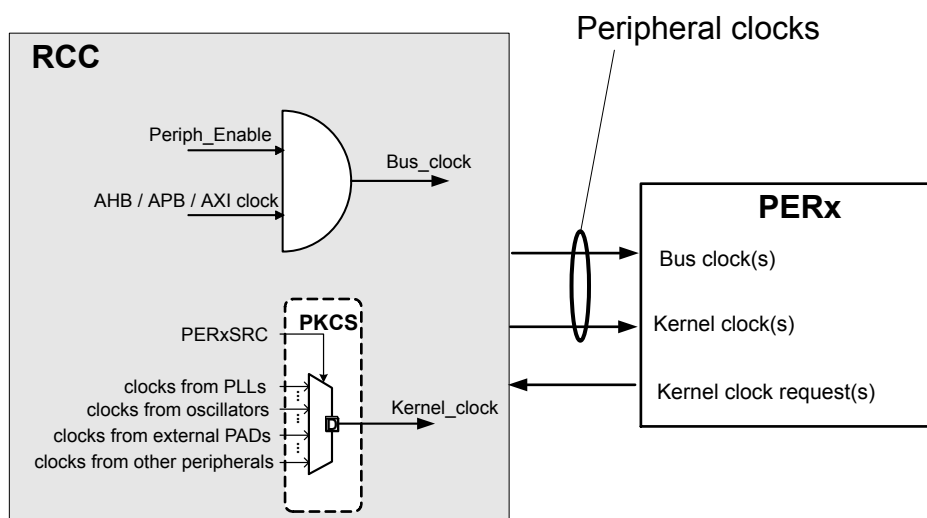 Peripheral clocks
RCC
Periph_Enable
Bus_clock
AHB / APB / AXI clock
PERx
Bus clock(s)
Kernel clock(s)
Kernel clock request(s)
PKCS
PERxSRC
clocks from PLLs
clocks from oscillators
clocks from external PADs
clocks from other peripherals
D
Kernel_clock